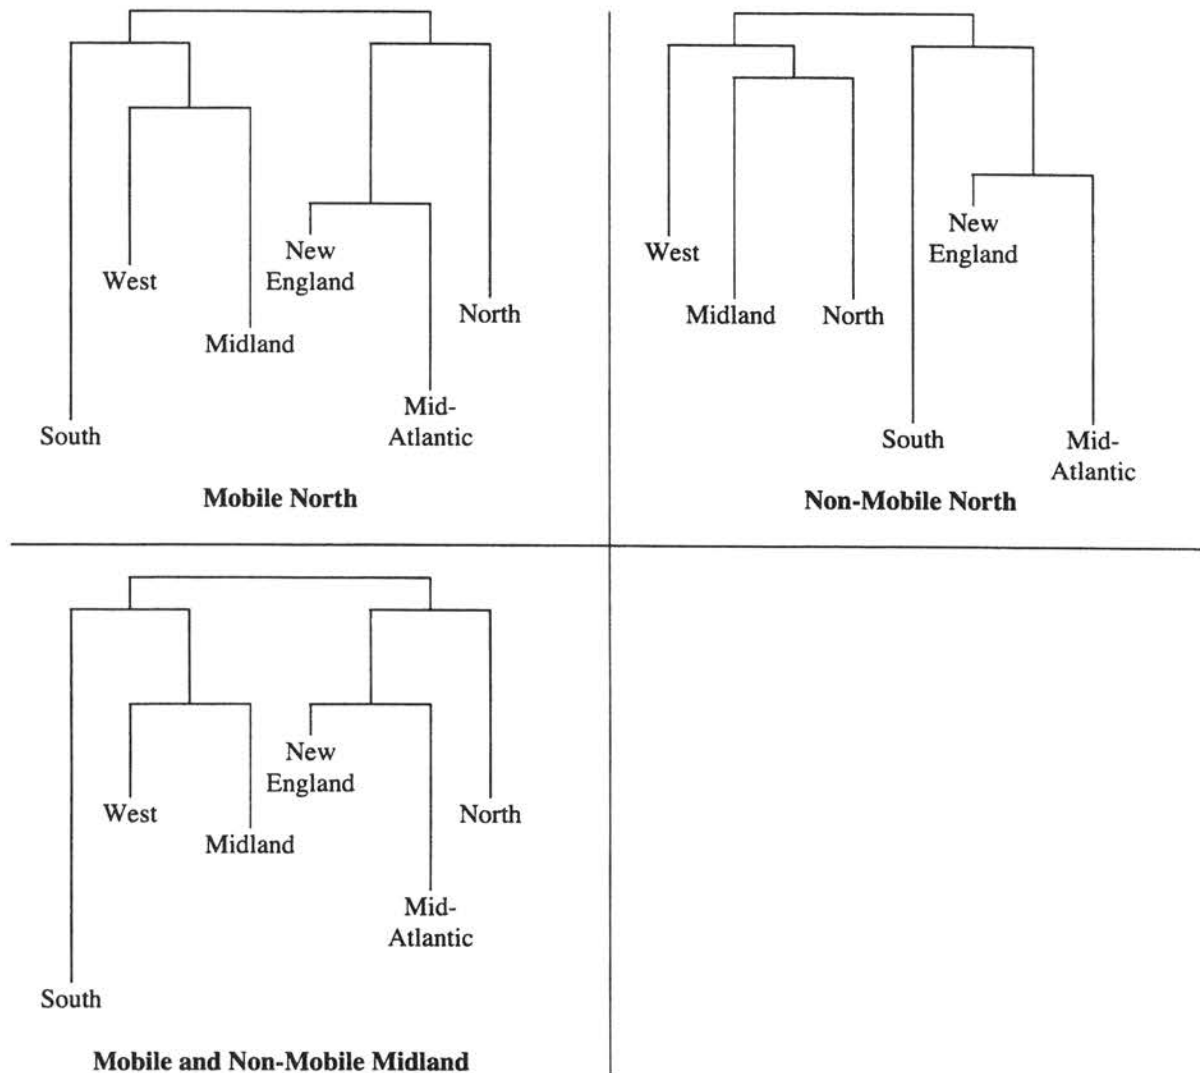 New
England
West
North
Midland
Mid-
Atlantic
South
Mobile North
New
England
West
Midland
North
South
Mid-
Atlantic
Non-Mobile North
New
England
West
North
Midland
Mid-
Atlantic
South
Mobile and Non-Mobile Midland